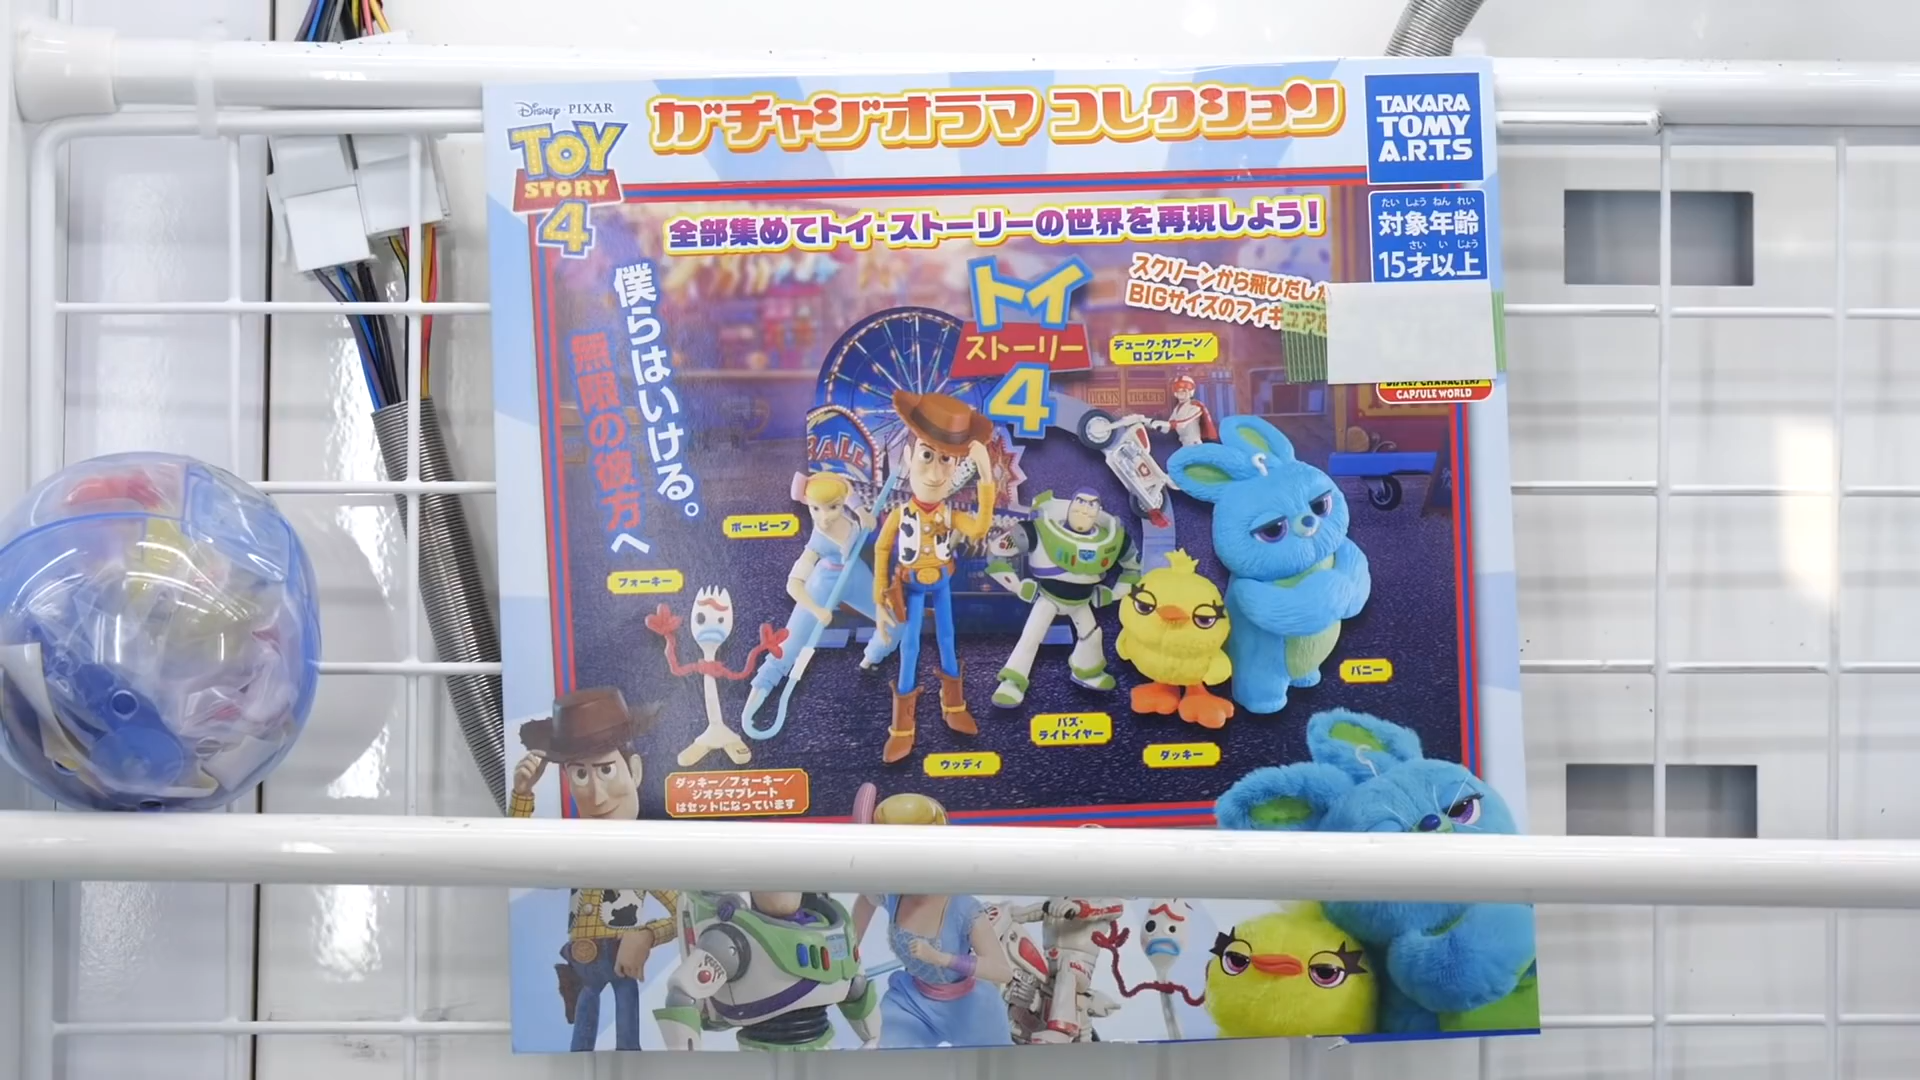 Disney·PIXAR
TOY
STORY
4
ガチャジオラマ コレクション
TAKARA
TOMY
A.R.T.S
全部集めてトイ・ストーリーの世界を再現しよう!
たい しょう ねん れい
対象年齢
さい い じょう
15才以上
僕らはいける。
無限の彼方へ
トイ
ストーリー
4
スクリーンから飛びだした
BIGサイズのフィギュア
デューク・カブーン/
ロゴプレート
DISNEY CHARACTERS
CAPSULE WORLD
TICKETS
TICKETS
BALL
ボー・ピープ
フォーキー
バニー
バズ・
ライトイヤー
ダッキー
ウッディ
ダッキー/フォーキー/
ジオラマプレート
はセットになっています